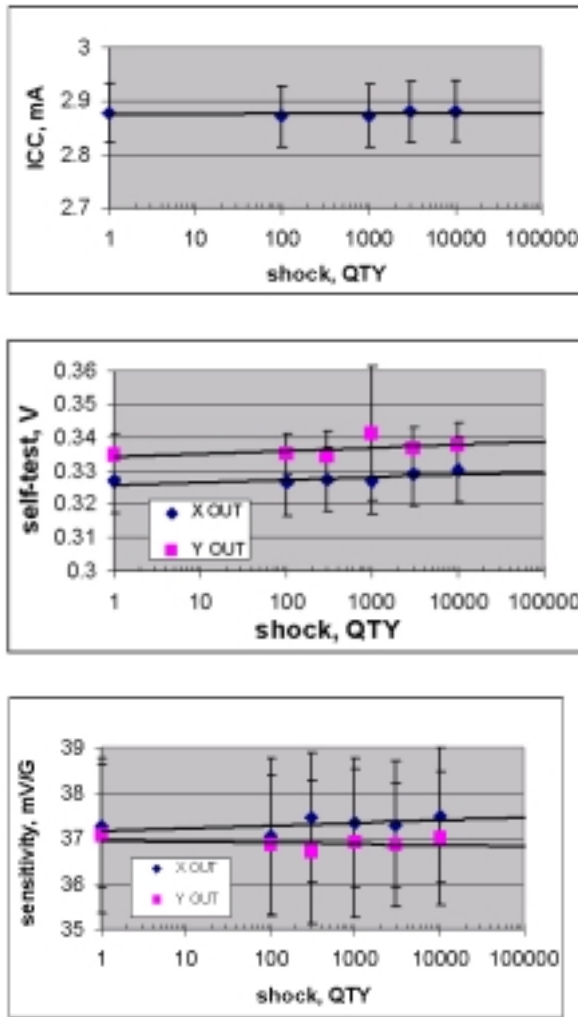 3
2.9
2.8
2.7
ICC, mA
1 10 100 1000 10000 100000
shock, QTY
0.36
0.35
0.34
0.33
0.32
0.31
0.3
self-test, V
X OUT
Y OUT
1 10 100 1000 10000 100000
shock, QTY
39
38
37
36
35
sensitivity, mV/G
X OUT
Y OUT
1 10 100 1000 10000 100000
shock, QTY